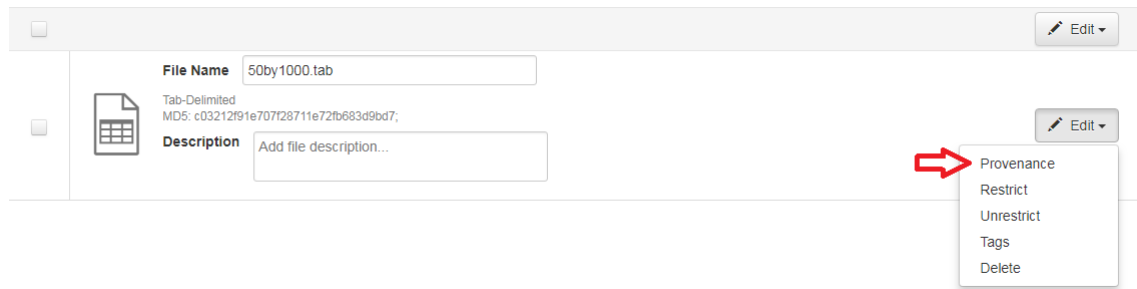 Edit
File Name 50by1000.tab
Tab-Delimited
MD5: c03212f91e707f28711e72fb683d9bd7;
Edit
Description Add file description...
Provenance
Restrict
Unrestrict
Tags
Delete